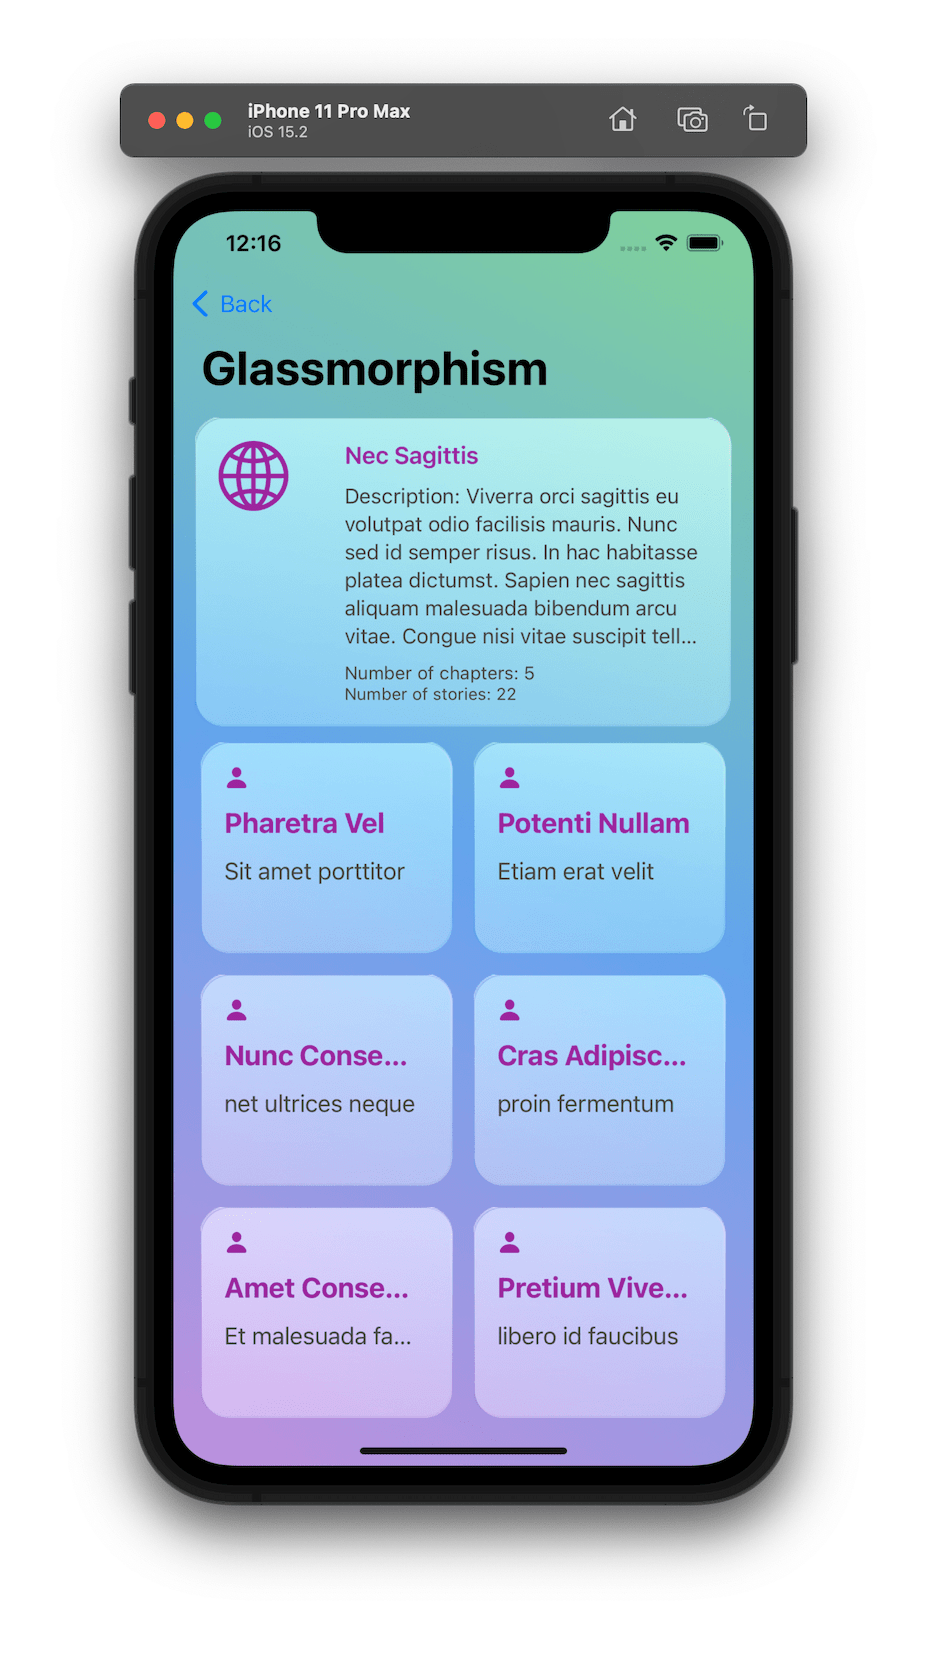 iPhone 11 Pro Max
iOS 15.2
12:16
Back
Glassmorphism
Nec Sagittis
Description: Viverra orci sagittis eu
volutpat odio facilisis mauris. Nunc
sed id semper risus. In hac habitasse
platea dictumst. Sapien nec sagittis
aliquam malesuada bibendum arcu
vitae. Congue nisi vitae suscipit tell...
Number of chapters: 5
Number of stories: 22
Pharetra Vel
Sit amet porttitor
Potenti Nullam
Etiam erat velit
Nunc Conse...
net ultrices neque
Cras Adipisc...
proin fermentum
Amet Conse...
Et malesuada fa...
Pretium Vive...
libero id faucibus